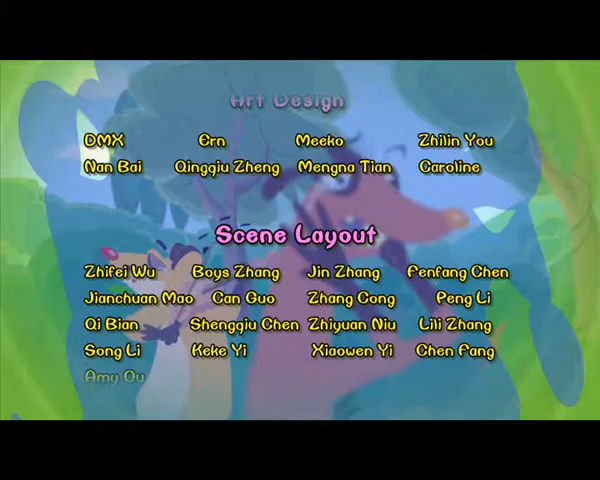 Art Design
DMX Ern Meeko Zhilin You
Nan Bai Qingqiu Zheng Mengna Tian Caroline
Scene Layout
Zhifei Wu Boys Zhang Jin Zhang Fenfang Chen
Jianchuan Mao Can Guo Zhang Cong Peng Li
Qi Bian Shengqiu Chen Zhiyuan Niu Lili Zhang
Song Li Keke Yi Xiaowen Yi Chen Fang
Amy Ou